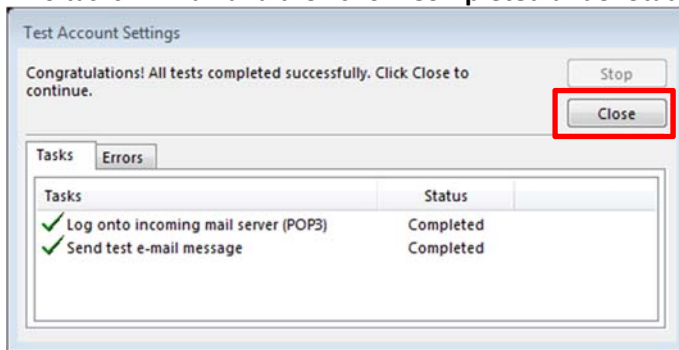 Test Account Settings
Congratulations! All tests completed successfully. Click Close to
continue.
Stop
Close
Tasks Errors
Tasks Status
Log onto incoming mail server (POP3) Completed
Send test e-mail message Completed